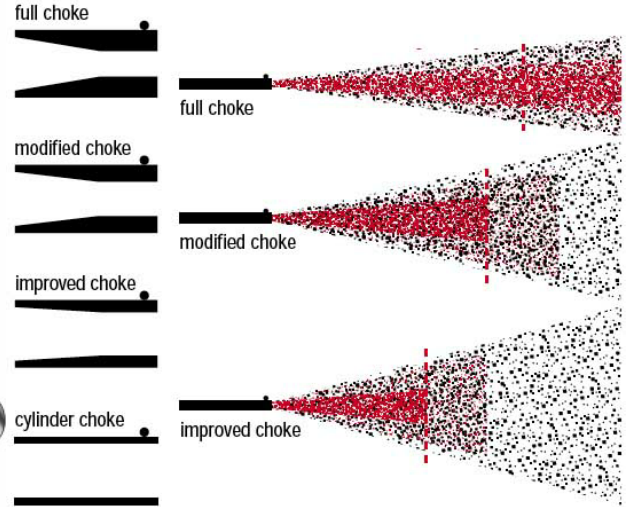 full choke
full choke
modified choke
modified choke
improved choke
improved choke
cylinder choke